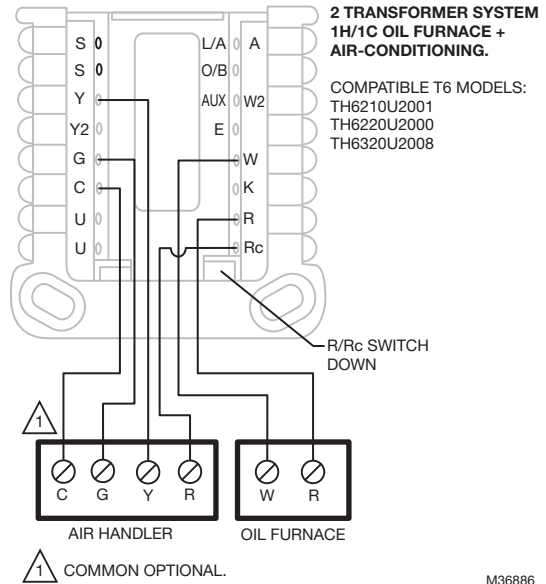 2 TRANSFORMER SYSTEM
1H/1C OIL FURNACE +
AIR-CONDITIONING.
COMPATIBLE T6 MODELS:
TH6210U2001
TH6220U2000
TH6320U2008
S
S
Y
Y2
G
C
U
U
L/A A
O/B
AUX W2
E
W
K
R
Rc
R/Rc SWITCH
DOWN
1
C G Y R
AIR HANDLER
W R
OIL FURNACE
1 COMMON OPTIONAL.
M36886